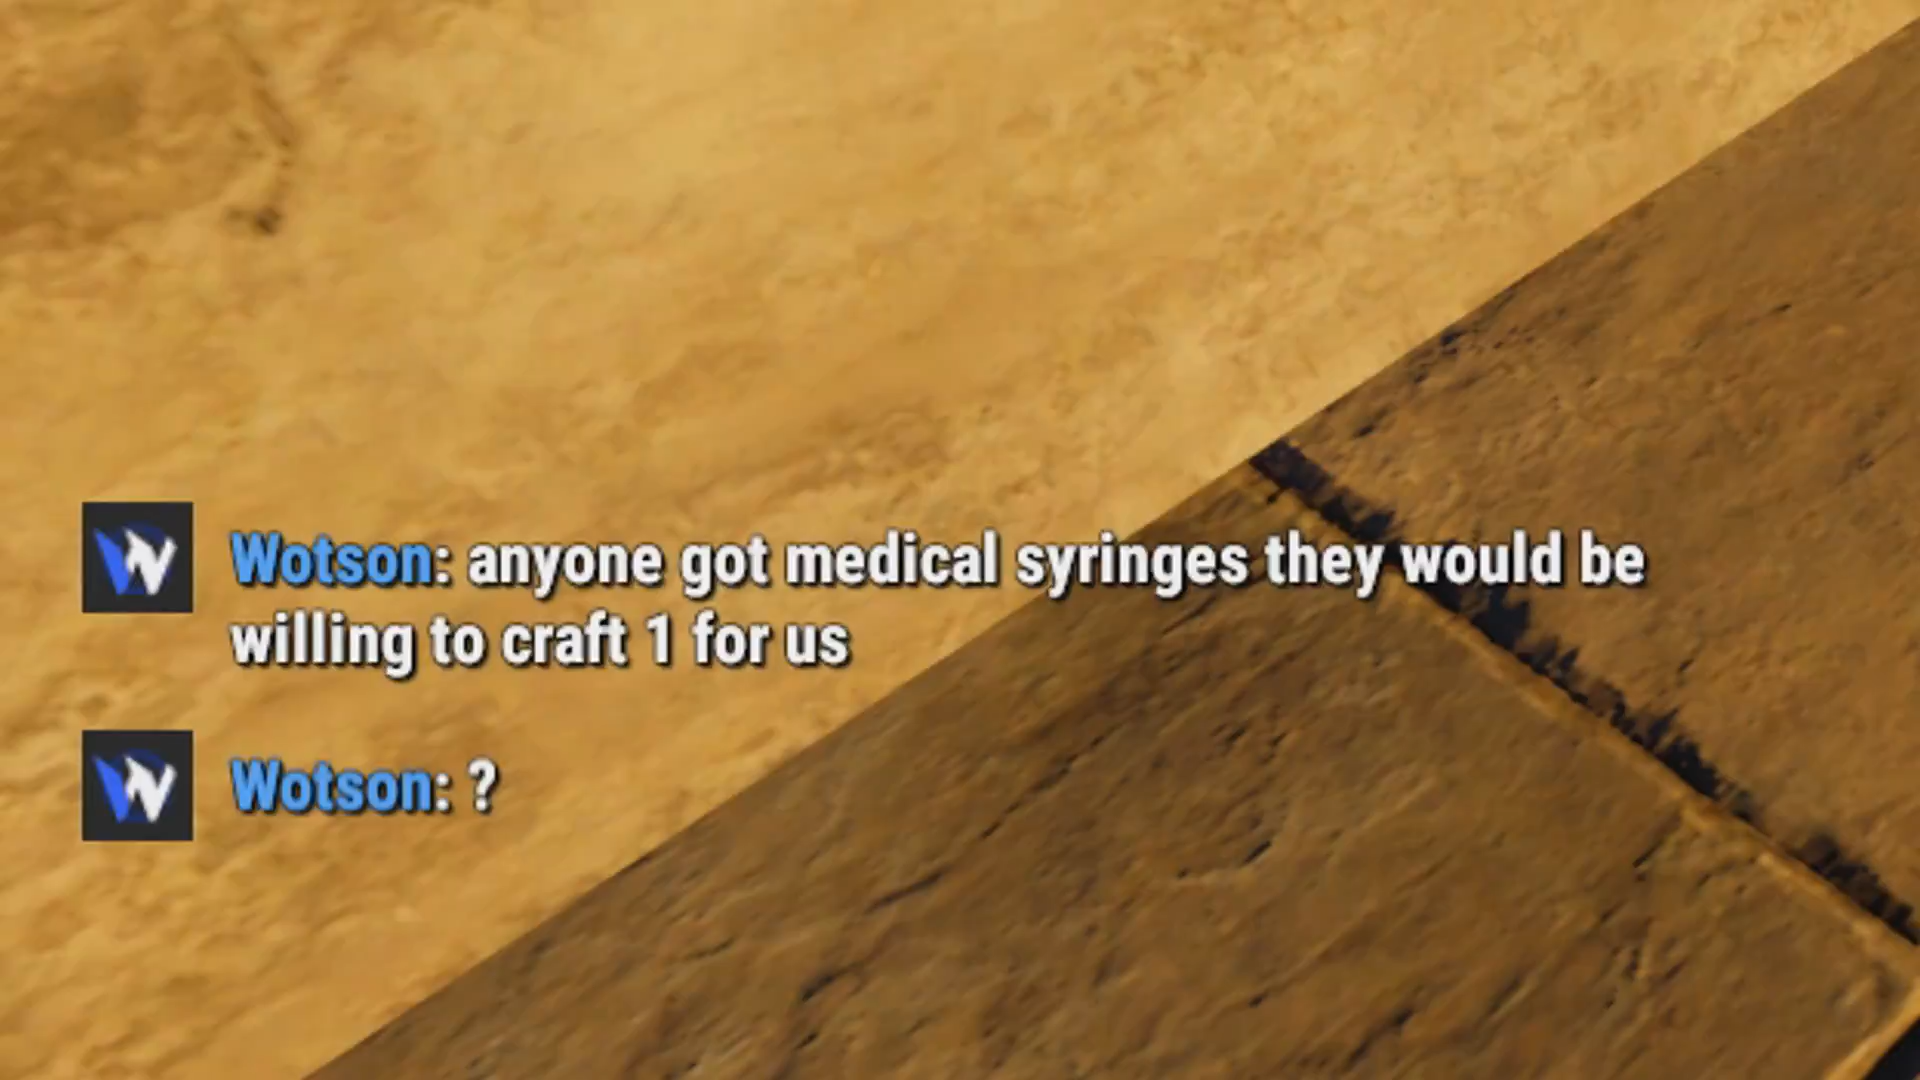 Wotson: anyone got medical syringes they would be
willing to craft 1 for us
Wotson: ?